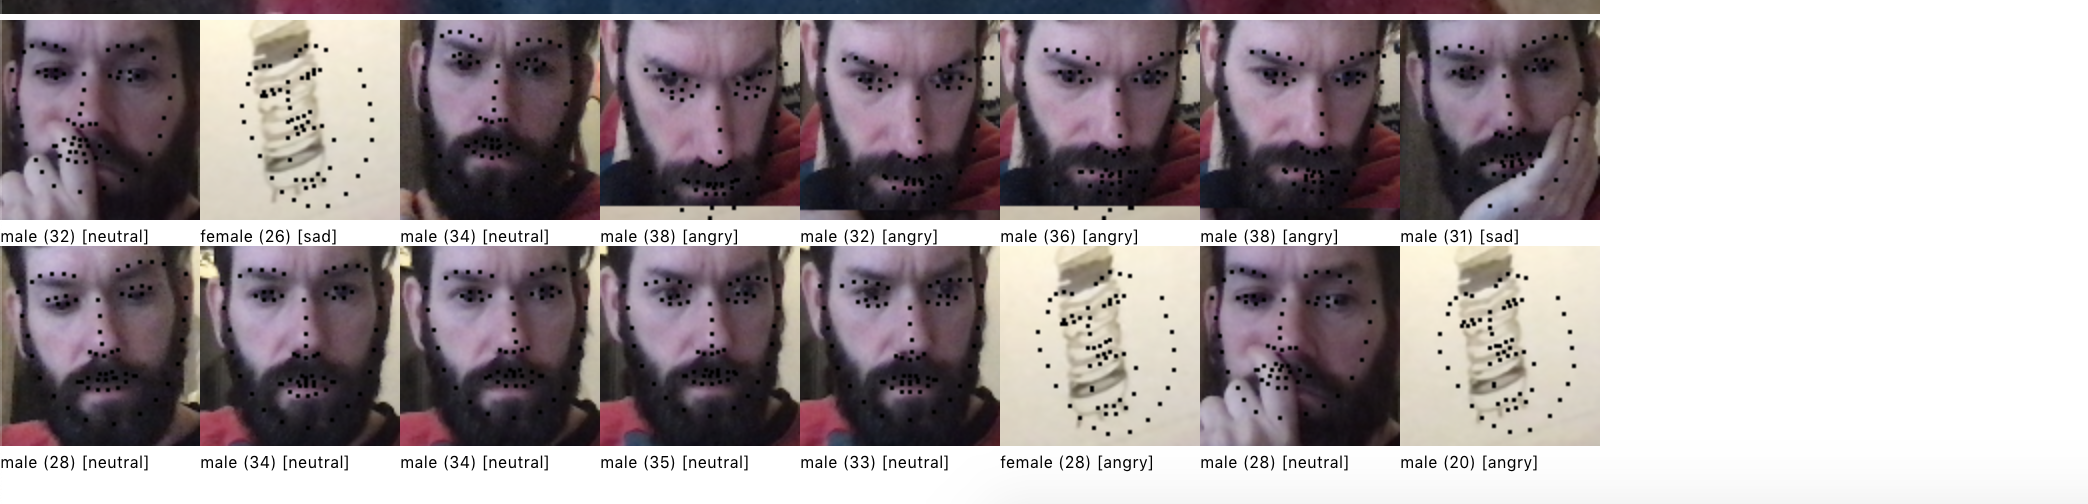 male (32) [neutral] female (26) [sad] male (34) [neutral] male (38) [angry] male (32) [angry] male (36) [angry] male (38) [angry] male (31) [sad]
male (28) [neutral] male (34) [neutral] male (34) [neutral] male (35) [neutral] male (33) [neutral] female (28) [angry] male (28) [neutral] male (20) [angry]